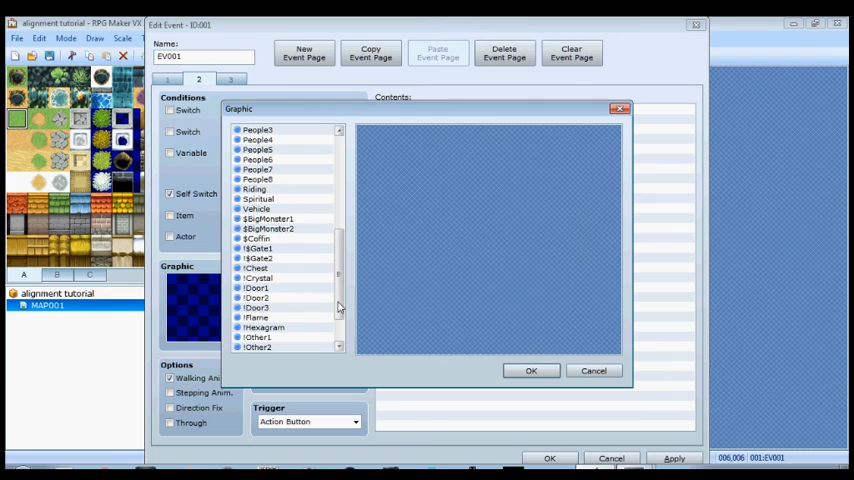 alignment tutorial - RPG Maker VX
File Edit Mode Draw Scale
Edit Event - ID:001
Name:
EV001
New Event Page
Copy Event Page
Paste Event Page
Delete Event Page
Clear Event Page
1 2 3
Conditions
Switch
Switch
Variable
Self Switch
Item
Actor
Contents:
Graphic
People3
People4
People5
People6
People7
People8
Riding
Spiritual
Vehicle
$BigMonster1
$BigMonster2
$Coffin
!$Gate1
!$Gate2
!Chest
!Crystal
!Door1
!Door2
!Door3
!Flame
!Hexagram
!Other1
!Other2
OK Cancel
Graphic
Options
Walking Ani
Stepping Anim.
Direction Fix
Through
Trigger
Action Button
OK Cancel Apply
A B C
alignment tutorial
MAP001
006,006 001:EV001